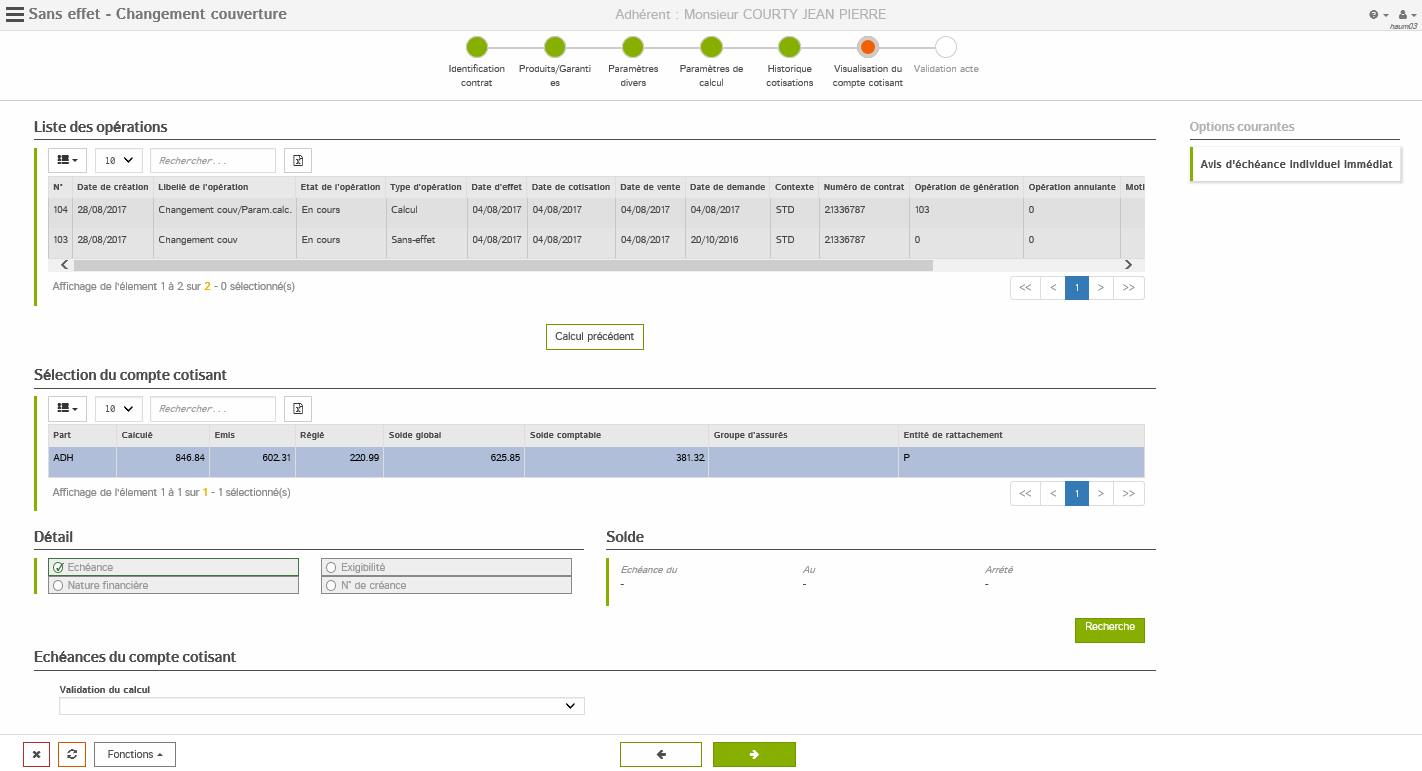 Sans effet - Changement couverture
Adhérent : Monsieur COURTY JEAN PIERRE
haum03
Identification contrat
Produits/Garanti es
Paramètres divers
Paramètres de calcul
Historique cotisations
Visualisation du compte cotisant
Validation acte
Liste des opérations
Options courantes
10 Rechercher...
Avis d'échéance Individuel Immédiat
N° Date de création Libellé de l'opération Etat de l'opération Type d'opération Date d'effet Date de cotisation Date de vente Date de demande Contexte Numéro de contrat Opération de génération Opération annulante Moti
104 28/08/2017 Changement couv/Param.calc. En cours Calcul 04/08/2017 04/08/2017 04/08/2017 04/08/2017 STD 21336787 103 0
103 28/08/2017 Changement couv En cours Sans-effet 04/08/2017 04/08/2017 04/08/2017 20/10/2016 STD 21336787 0 0
Affichage de l'élement 1 à 2 sur 2 - 0 sélectionné(s)
<< < 1 > >>
Calcul précédent
Sélection du compte cotisant
10 Rechercher...
Part Calculé Emis Réglé Solde global Solde comptable Groupe d'assurés Entité de rattachement
ADH 846.84 602.31 220.99 625.85 381.32 P
Affichage de l'élement 1 à 1 sur 1 - 1 sélectionné(s)
<< < 1 > >>
Détail
Solde
Echéance
Exigibilité
Nature financière
N° de créance
Echéance du Au Arrêté
- - -
Recherche
Echéances du compte cotisant
Validation du calcul
Fonctions